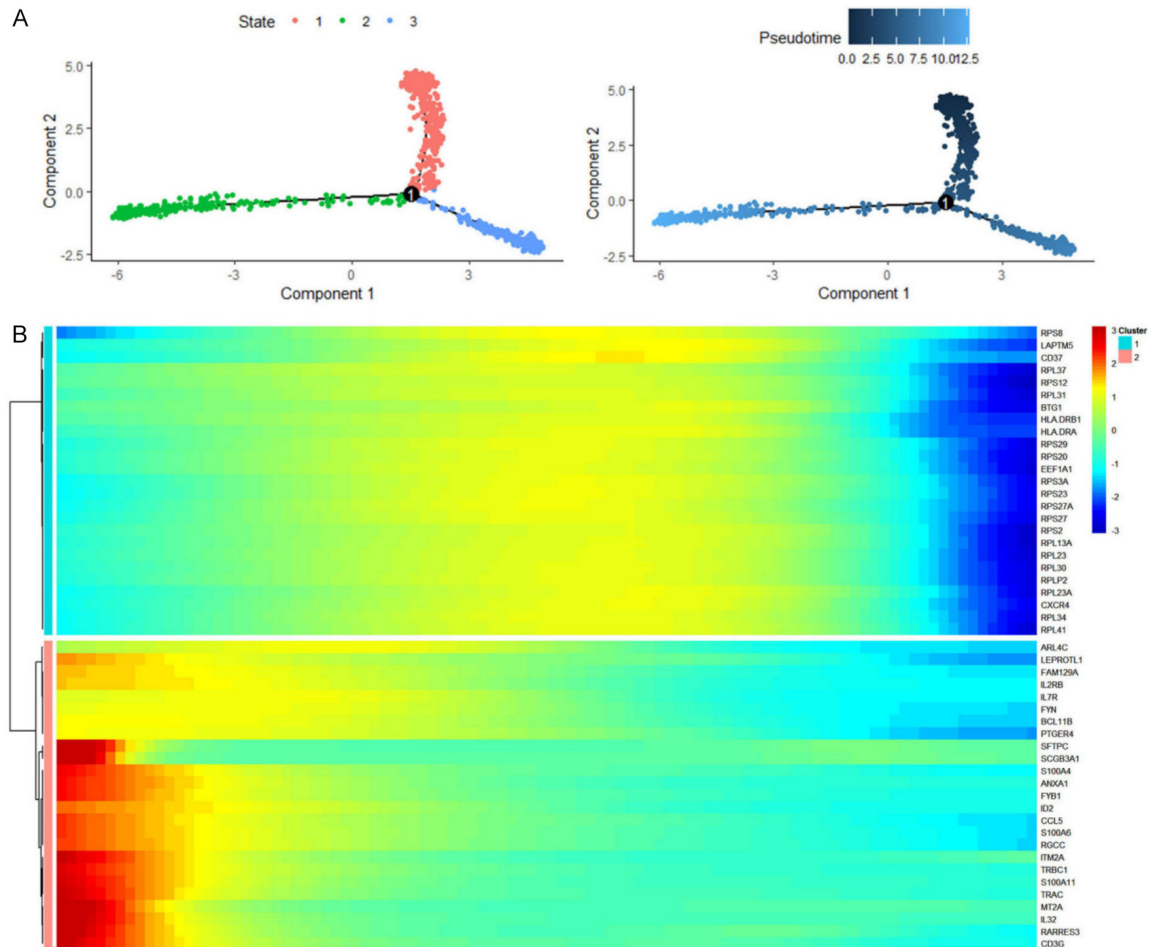 A
State 1 2 3
Pseudotime
0.0 2.5 5.0 7.5 10.0 12.5
5.0
2.5
0.0
-2.5
Component 2
1
-6 -3 0 3
Component 1
5.0
2.5
0.0
-2.5
Component 2
1
-6 -3 0 3
Component 1
B
RPS8
LAPTM5
CD37
RPL37
RPS12
RPL31
BTG1
HLA.DRB1
HLA.DRA
RPS29
RPS20
EEF1A1
RPS3A
RPS23
RPS27A
RPS27
RPS2
RPL13A
RPL23
RPL30
RPLP2
RPL23A
CXCR4
RPL34
RPL41
ARL4C
LEPROTL1
FAM129A
IL2RB
IL7R
FYN
BCL11B
PTGER4
SFTPC
SCGB3A1
S100A4
ANXA1
FYB1
ID2
CCL5
S100A6
RGCC
ITM2A
TRBC1
S100A11
TRAC
MT2A
IL32
RARRES3
CD3G
3
2
1
0
-1
-2
-3
Cluster
1
2